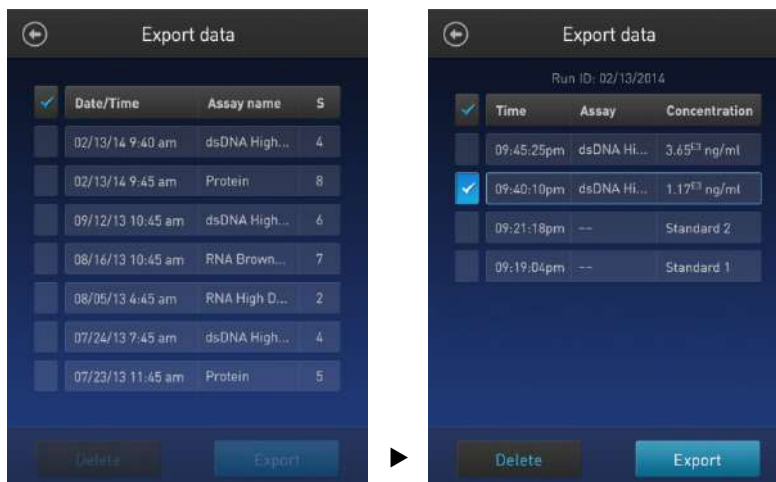 Export data
Date/Time Assay name S
02/13/14 9:40 am dsDNA High... 4
02/13/14 9:45 am Protein 8
09/12/13 10:45 am dsDNA High... 6
08/16/13 10:45 am RNA Brown... 7
08/05/13 4:45 am RNA High D... 2
07/24/13 7:45 am dsDNA High... 4
07/23/13 11:45 am Protein 5
Delete Export
Export data
Run ID: 02/13/2014
Time Assay Concentration
09:45:25pm dsDNA Hi... 3.65 ng/ml
09:40:10pm dsDNA Hi... 1.17 ng/ml
09:21:18pm -- Standard 2
09:19:04pm -- Standard 1
Delete Export